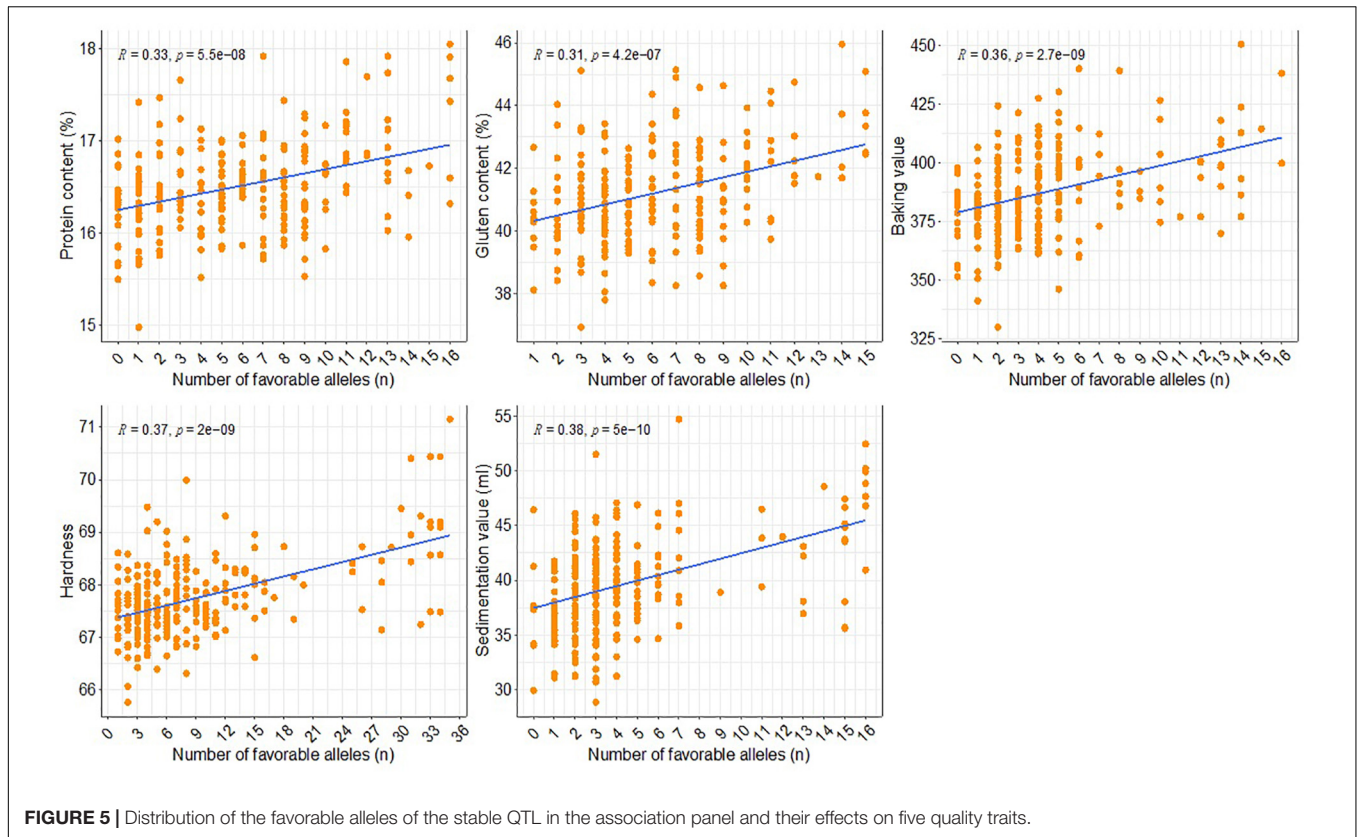 R = 0.33, p = 5.5e−08
Protein content (%)
18
17
16
15
0 1 2 3 4 5 6 7 8 9 10 11 12 13 14 15 16
Number of favorable alleles (n)
R = 0.31, p = 4.2e−07
Gluten content (%)
46
44
42
40
38
1 2 3 4 5 6 7 8 9 10 11 12 13 14 15
Number of favorable alleles (n)
R = 0.36, p = 2.7e−09
Baking value
450
425
400
375
350
325
0 1 2 3 4 5 6 7 8 9 10 11 12 13 14 15 16
Number of favorable alleles (n)
R = 0.37, p = 2e−09
Hardness
71
70
69
68
67
66
0 3 6 9 12 15 18 21 24 25 30 33 36
Number of favorable alleles (n)
R = 0.38, p = 5e−10
Sedimentation value (ml)
55
50
45
40
35
30
0 1 2 3 4 5 6 7 8 9 10 11 12 13 14 15 16
Number of favorable alleles (n)
FIGURE 5 | Distribution of the favorable alleles of the stable QTL in the association panel and their effects on five quality traits.